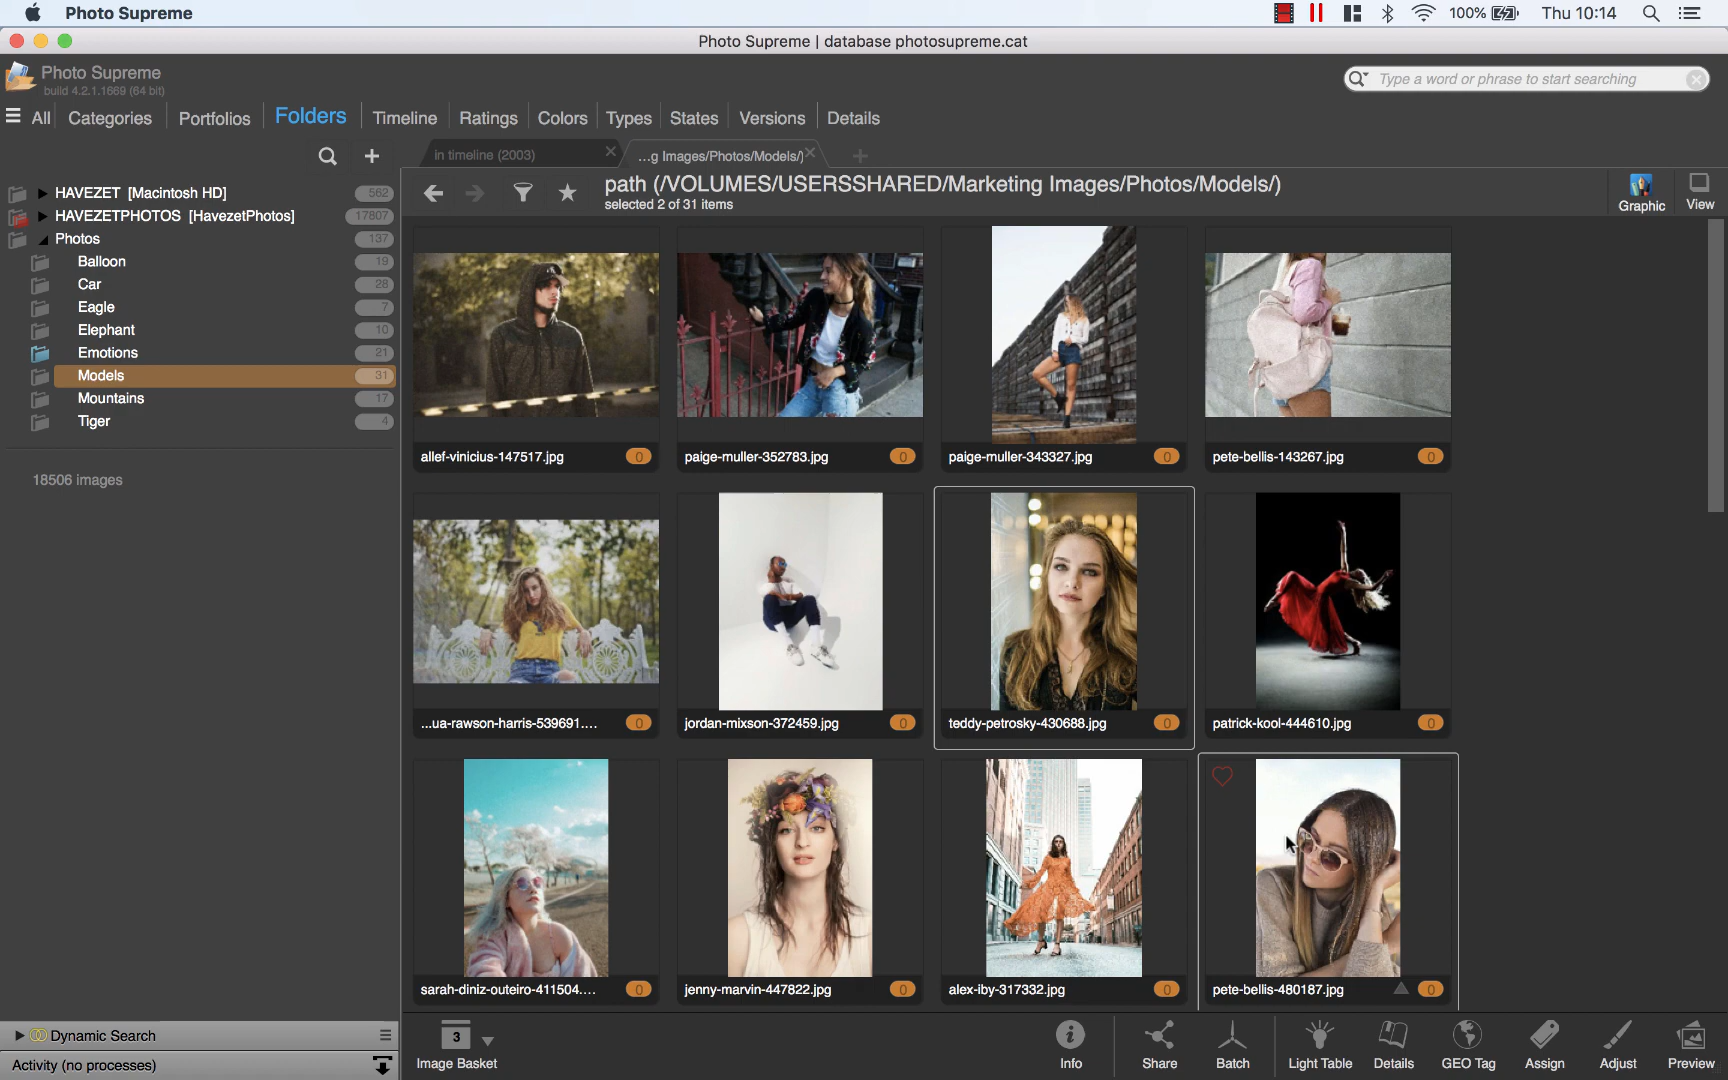 Photo Supreme
100%
Thu 10:14
Photo Supreme | database photosupreme.cat
Photo Supreme
build 4.2.1.1669 (64 bit)
Type a word or phrase to start searching
All
Categories
Portfolios
Folders
Timeline
Ratings
Colors
Types
States
Versions
Details
in timeline (2003)
...g Images/Photos/Models/)
path (/VOLUMES/USERSSHARED/Marketing Images/Photos/Models/)
selected 2 of 31 items
Graphic
View
HAVEZET [Macintosh HD] 562
HAVEZETPHOTOS [HavezetPhotos] 17807
Photos 137
Balloon 19
Car 28
Eagle 7
Elephant 10
Emotions 21
Models 31
Mountains 17
Tiger 4
18506 images
allef-vinicius-147517.jpg 0
paige-muller-352783.jpg 0
paige-muller-343327.jpg 0
pete-bellis-143267.jpg 0
...ua-rawson-harris-539691.... 0
jordan-mixson-372459.jpg 0
teddy-petrosky-430688.jpg 0
patrick-kool-444610.jpg 0
sarah-diniz-outeiro-411504.... 0
jenny-marvin-447822.jpg 0
alex-iby-317332.jpg 0
pete-bellis-480187.jpg 0
Dynamic Search
Activity (no processes)
3
Image Basket
Info
Share
Batch
Light Table
Details
GEO Tag
Assign
Adjust
Preview